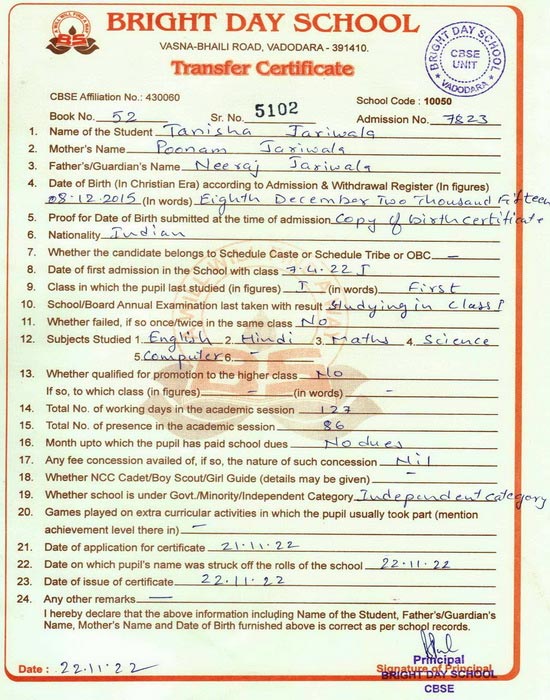 BRIGHT DAY SCHOOL
VASNA-BHAILI ROAD, VADODARA - 391410.
Transfer Certificate
BRIGHT DAY SCHOOL
CBSE
UNIT
VADODARA
BS
CBSE Affiliation No.: 430060
School Code : 10050
Book No. 52 Sr. No. 5102 Admission No. 7823
1. Name of the Student Tanisha Jariwala
2. Mother's Name Poonam Jariwala
3. Father's/Guardian's Name Neeraj Jariwala
4. Date of Birth (In Christian Era) according to Admission & Withdrawal Register (In figures)
08.12.2015 (In words) Eighth December Two Thousand Fifteen
5. Proof for Date of Birth submitted at the time of admission Copy of birth certificate
6. Nationality Indian
7. Whether the candidate belongs to Schedule Caste or Schedule Tribe or OBC —
8. Date of first admission in the School with class 7.4.22 I
9. Class in which the pupil last studied (in figures) I (in words) First
10. School/Board Annual Examination last taken with result Studying in class I
11. Whether failed, if so once/twice in the same class No
12. Subjects Studied 1. English 2. Hindi 3. Maths 4. Science
5. Computer 6. –
13. Whether qualified for promotion to the higher class No
If so, to which class (in figures) – (in words) –
14. Total No. of working days in the academic session 127
15. Total No. of presence in the academic session 86
16. Month upto which the pupil has paid school dues No dues
17. Any fee concession availed of, if so, the nature of such concession Nil
18. Whether NCC Cadet/Boy Scout/Girl Guide (details may be given) –
19. Whether school is under Govt./Minority/Independent Category Independent category
20. Games played on extra curricular activities in which the pupil usually took part (mention
achievement level there in) –
21. Date of application for certificate 21.11.22
22. Date on which pupil's name was struck off the rolls of the school 22.11.22
23. Date of issue of certificate 22.11.22
24. Any other remarks —
I hereby declare that the above information including Name of the Student, Father's/Guardian's
Name, Mother's Name and Date of Birth furnished above is correct as per school records.
Principal
Date : 22.11.22 Signature of Principal
BRIGHT DAY SCHOOL
CBSE